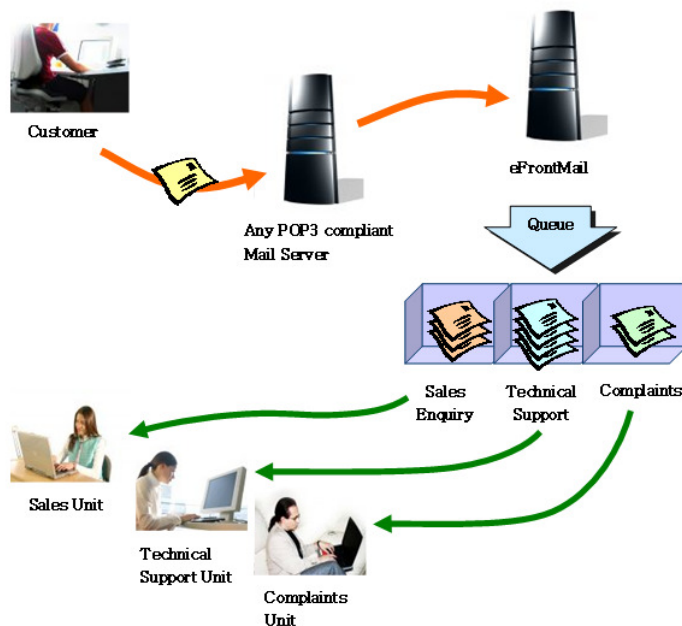 Customer
eFrontMail
Any POP3 compliant
Mail Server
Queue
Sales
Enquiry
Technical
Support
Complaints
Sales Unit
Technical
Support Unit
Complaints
Unit